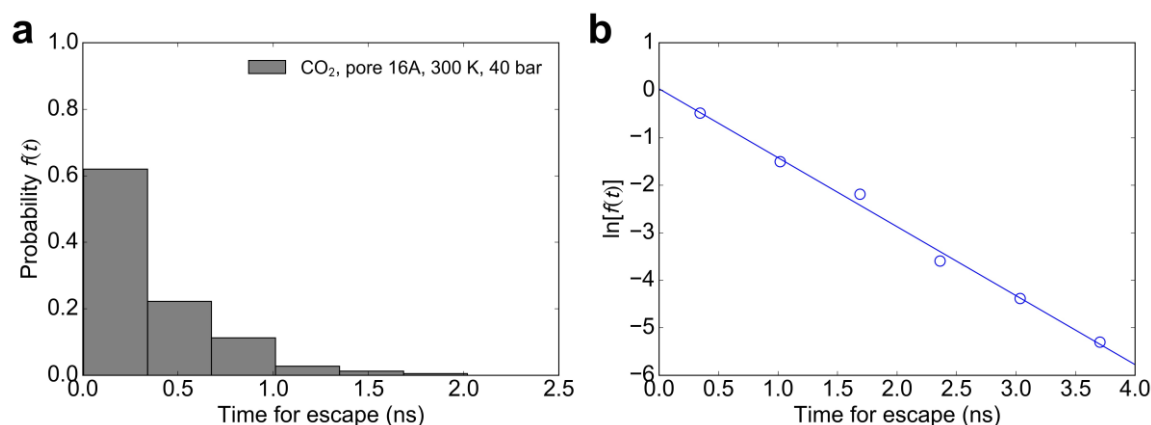 a
1.0
0.8
0.6
0.4
0.2
0.0
Probability f(t)
CO₂, pore 16A, 300 K, 40 bar
0.0 0.5 1.0 1.5 2.0 2.5
Time for escape (ns)
b
1
0
−1
−2
−3
−4
−5
−6
ln[f(t)]
0.0 0.5 1.0 1.5 2.0 2.5 3.0 3.5 4.0
Time for escape (ns)